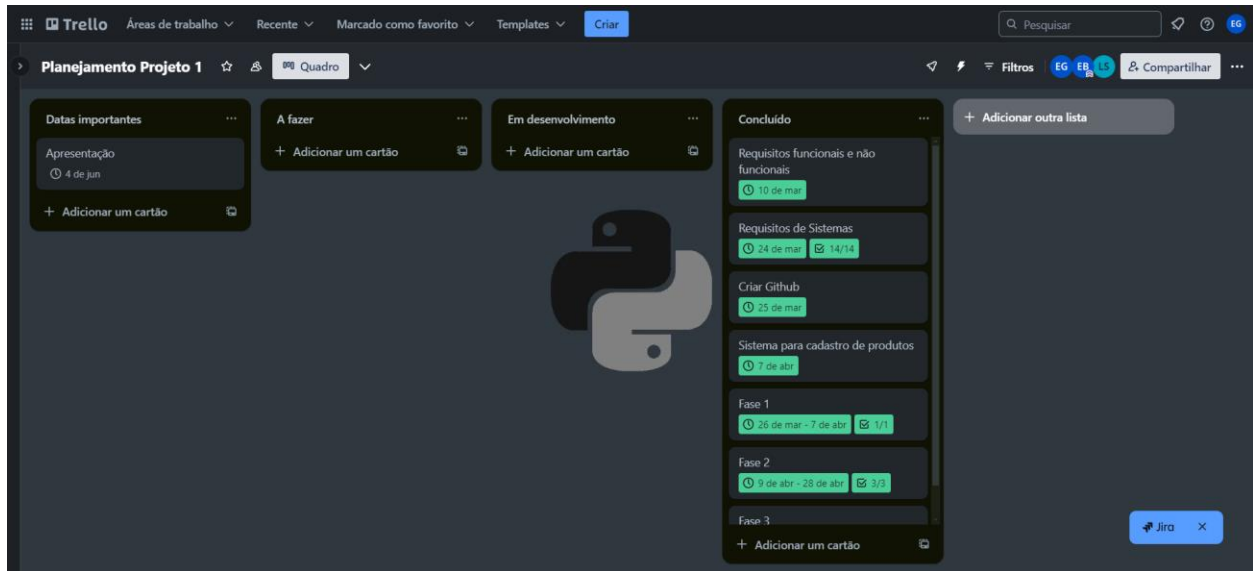 Trello Áreas de trabalho Recente Marcado como favorito Templates Criar Pesquisar EG
Planejamento Projeto 1 Quadro Filtros EG EB LS Compartilhar
Datas importantes
Apresentação
4 de jun
+ Adicionar um cartão
A fazer
+ Adicionar um cartão
Em desenvolvimento
+ Adicionar um cartão
Concluído
Requisitos funcionais e não
funcionais
10 de mar
Requisitos de Sistemas
24 de mar 14/14
Criar Github
25 de mar
Sistema para cadastro de produtos
7 de abr
Fase 1
26 de mar - 7 de abr 1/1
Fase 2
9 de abr - 28 de abr 3/3
Fase 3
+ Adicionar um cartão
+ Adicionar outra lista
Jira